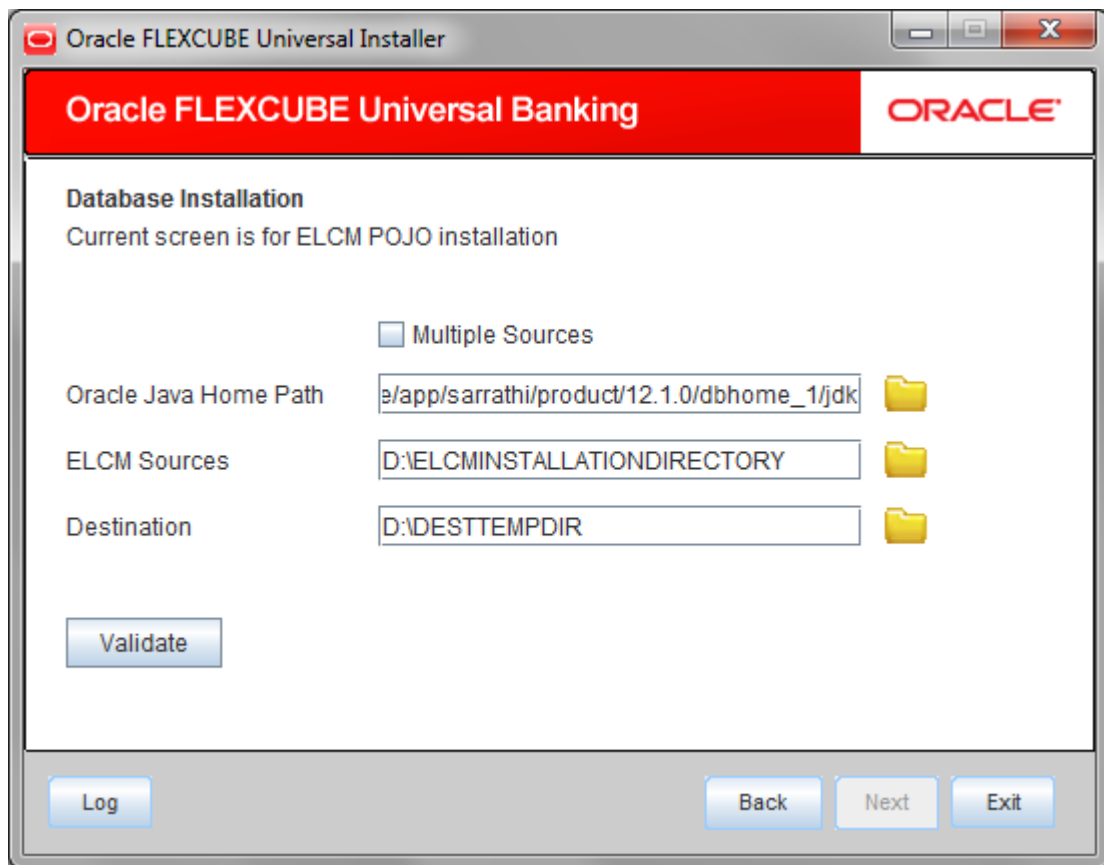 Oracle FLEXCUBE Universal Installer
Oracle FLEXCUBE Universal Banking
ORACLE
Database Installation
Current screen is for ELCM POJO installation
Multiple Sources
Oracle Java Home Path e/app/sarrathi/product/12.1.0/dbhome_1/jdk
ELCM Sources D:\ELCMINSTALLATIONDIRECTORY
Destination D:\DESTTEMPDIR
Validate
Log Back Next Exit